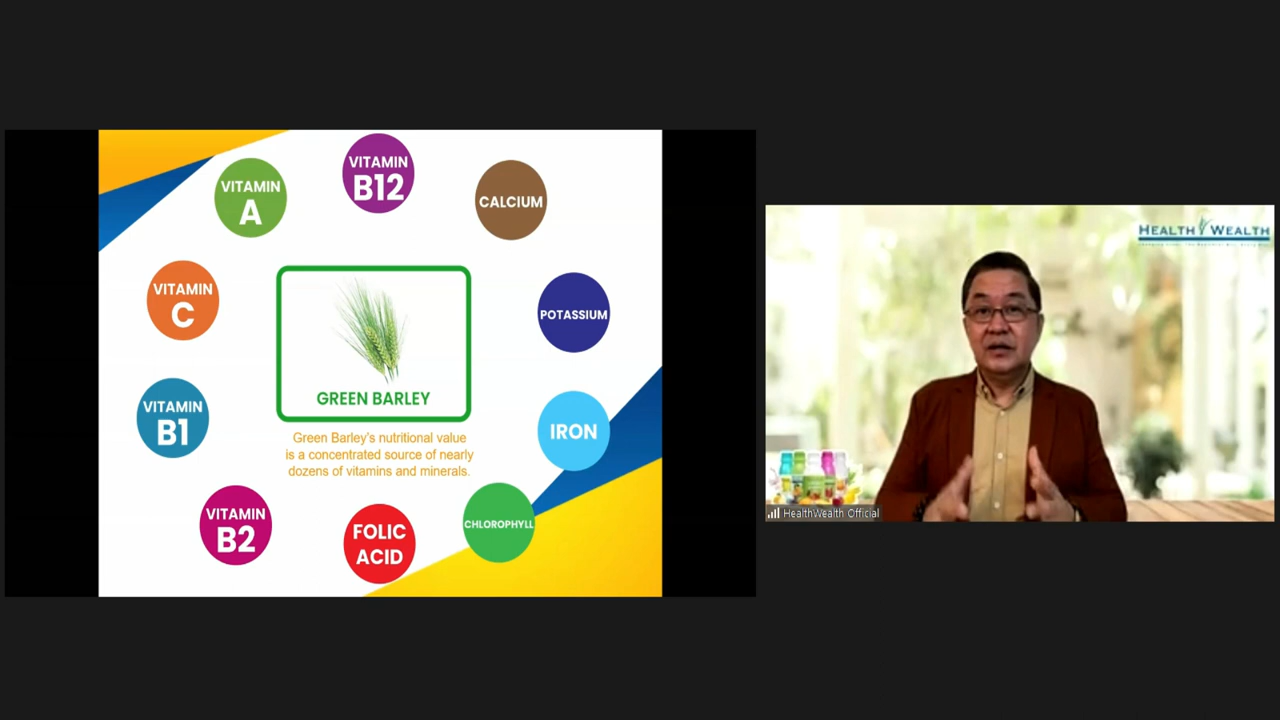 VITAMIN
B12
VITAMIN
A
CALCIUM
VITAMIN
C
POTASSIUM
GREEN BARLEY
VITAMIN
B1
IRON
Green Barley's nutritional value
is a concentrated source of nearly
dozens of vitamins and minerals.
VITAMIN
B2
FOLIC
ACID
CHLOROPHYLL
HEALTH WEALTH
HealthWealth Official